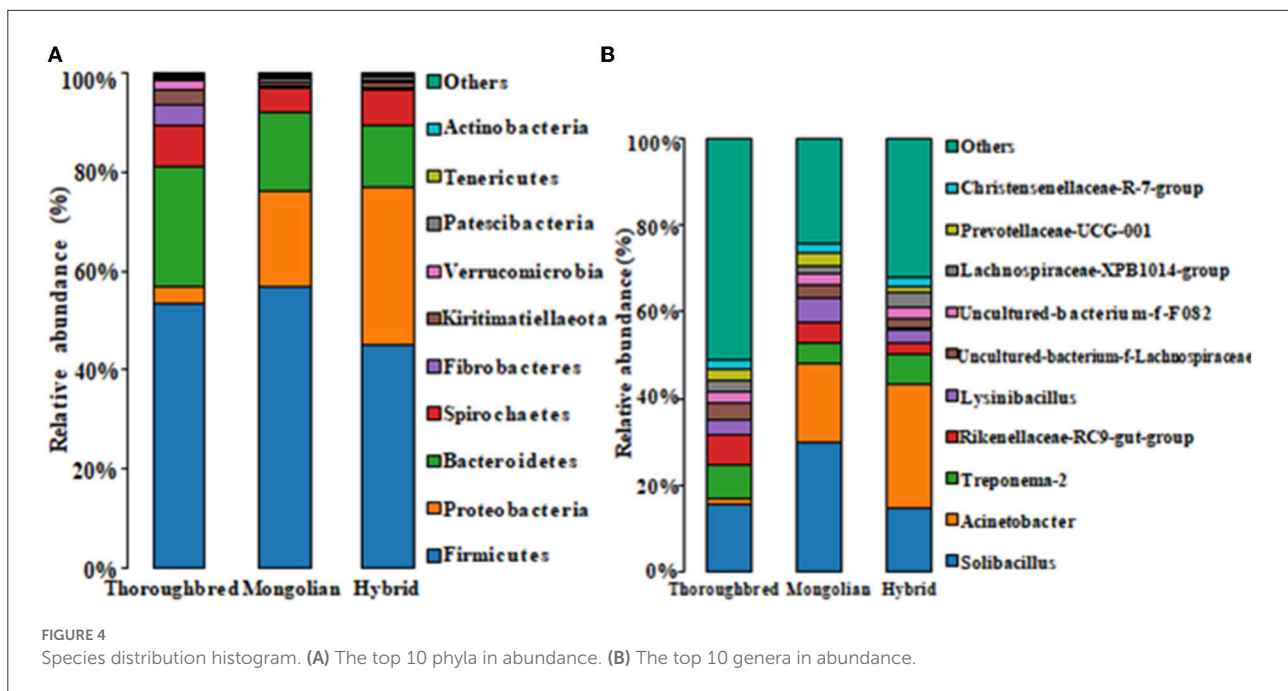 A
Relative abundance (%)
100%
80%
60%
40%
20%
0%
Thoroughbred Mongolian Hybrid
Others
Actinobacteria
Tenericutes
Patescibacteria
Verrucomicrobia
Kiritimatiellaeota
Fibrobacteres
Spirochaetes
Bacteroidetes
Proteobacteria
Firmicutes
B
Relative abundance(%)
100%
80%
60%
40%
20%
0%
Thoroughbred Mongolian Hybrid
Others
Christensenellaceae-R-7-group
Prevotellaceae-UCG-001
Lachnospiraceae-XPB1014-group
Uncultured-bacterium-f-F082
Uncultured-bacterium-f-Lachnospiraceae
Lysinibacillus
Rikenellaceae-RC9-gut-group
Treponema-2
Acinetobacter
Solibacillus
FIGURE 4
Species distribution histogram. (A) The top 10 phyla in abundance. (B) The top 10 genera in abundance.